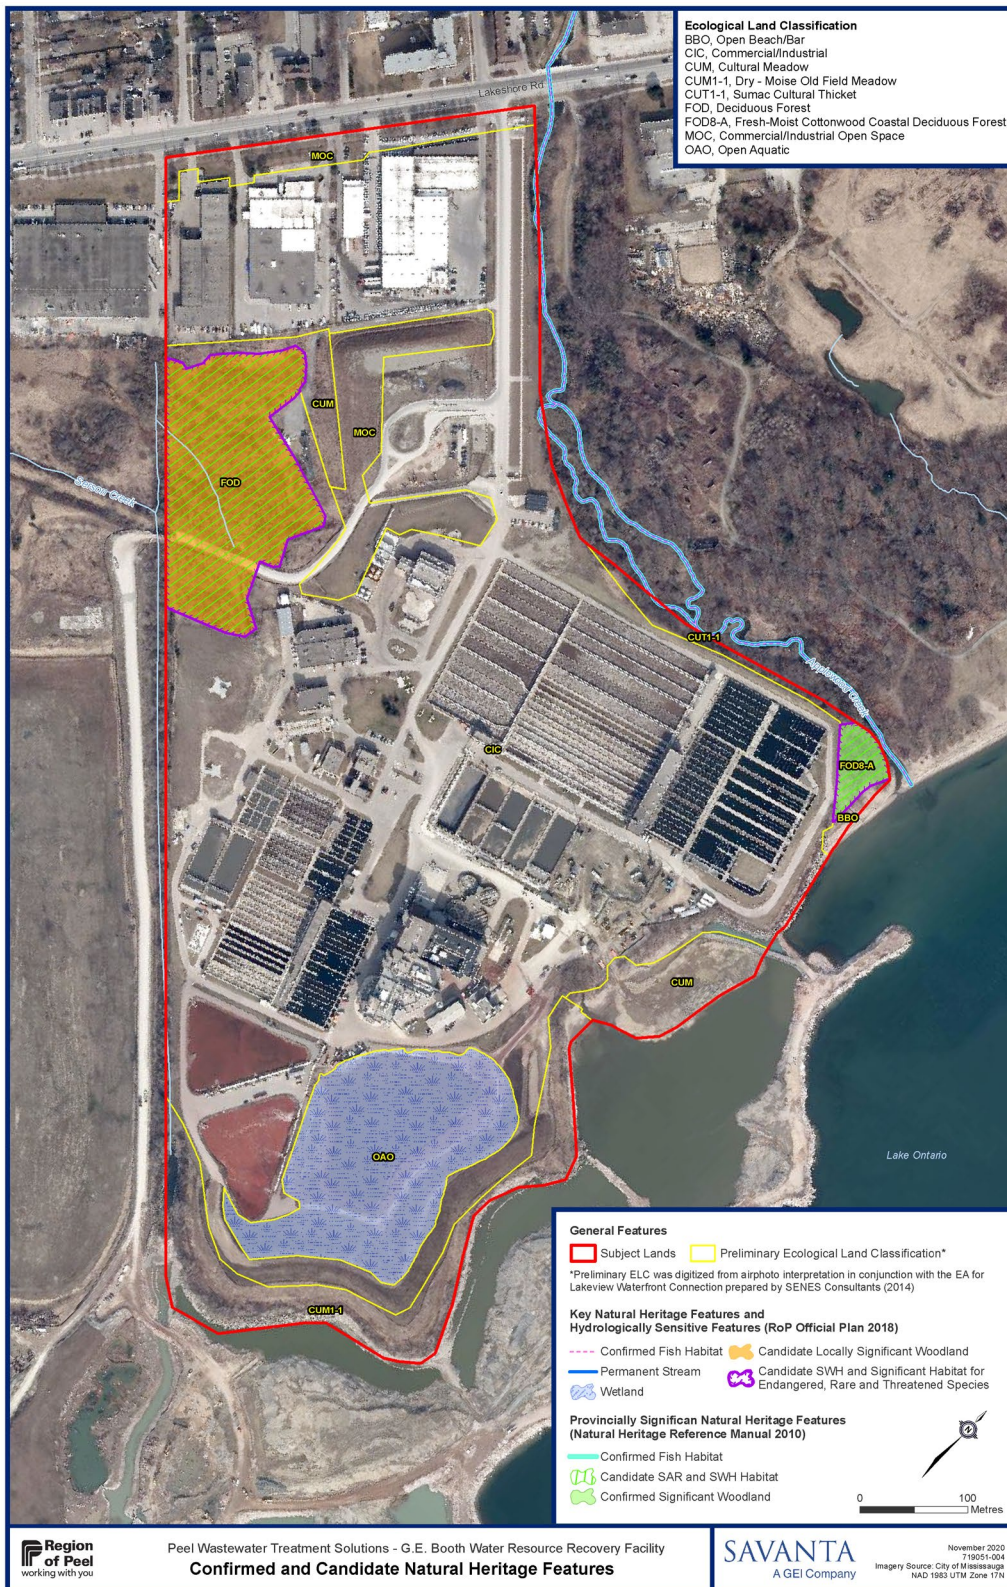 Ecological Land Classification
BBO, Open Beach/Bar
CIC, Commercial/Industrial
CUM, Cultural Meadow
CUM1-1, Dry - Moise Old Field Meadow
CUT1-1, Sumac Cultural Thicket
FOD, Deciduous Forest
FOD8-A, Fresh-Moist Cottonwood Coastal Deciduous Forest
MOC, Commercial/Industrial Open Space
OAO, Open Aquatic
Lakeshore Rd
MOC
CUM
MOC
FOD
Serson Creek
CUT1-1
Applewood Creek
CIC
FOD8-A
BBO
CUM
OAO
Lake Ontario
CUM1-1
General Features
Subject Lands
Preliminary Ecological Land Classification*
*Preliminary ELC was digitized from airphoto interpretation in conjunction with the EA for
Lakeview Waterfront Connection prepared by SENES Consultants (2014)
Key Natural Heritage Features and
Hydrologically Sensitive Features (RoP Official Plan 2018)
Confirmed Fish Habitat
Candidate Locally Significant Woodland
Permanent Stream
Candidate SWH and Significant Habitat for
Endangered, Rare and Threatened Species
Wetland
Provincially Significan Natural Heritage Features
(Natural Heritage Reference Manual 2010)
Confirmed Fish Habitat
Candidate SAR and SWH Habitat
Confirmed Significant Woodland
N
0 100
Metres
Region
of Peel
working with you
Peel Wastewater Treatment Solutions - G.E. Booth Water Resource Recovery Facility
Confirmed and Candidate Natural Heritage Features
SAVANTA
A GEI Company
November 2020
719051-004
Imagery Source: City of Mississauga
NAD 1983 UTM Zone 17N